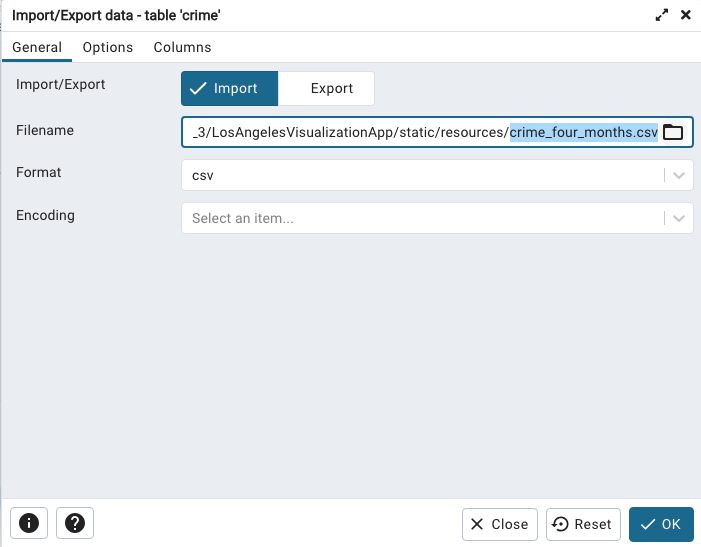 Import/Export data - table 'crime'
General Options Columns
Import/Export Import Export
Filename _3/LosAngelesVisualizationApp/static/resources/crime_four_months.csv
Format csv
Encoding Select an item...
Close Reset OK